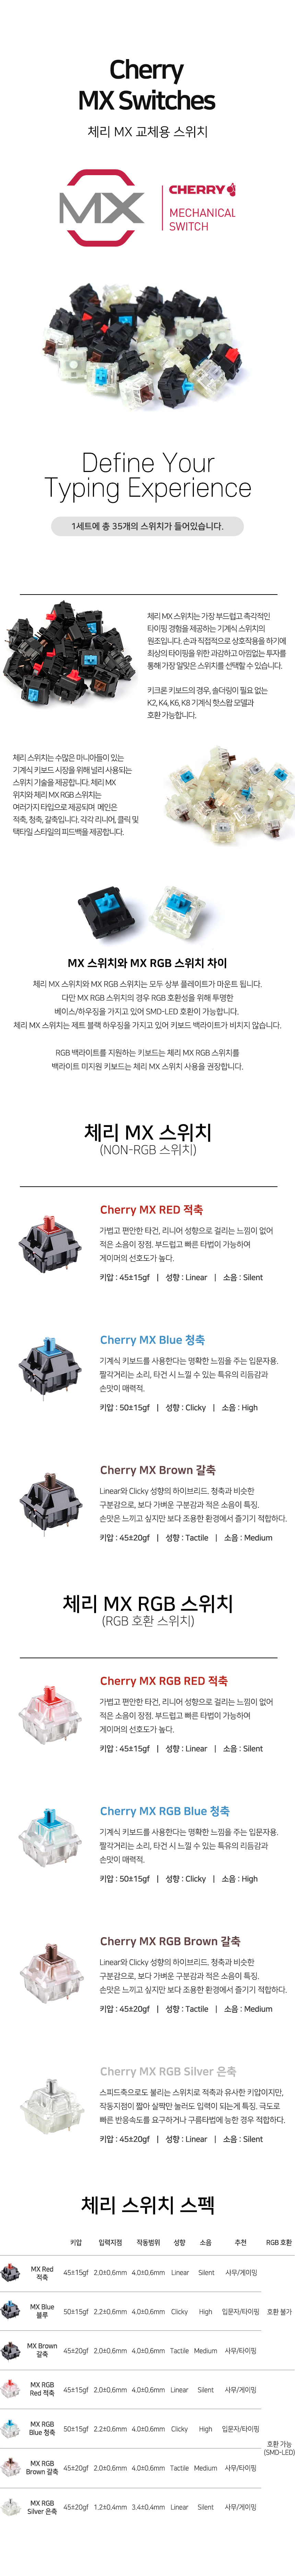 Cherry
MX Switches
체리 MX 교체용 스위치
MX
CHERRY
MECHANICAL
SWITCH
Define Your
Typing Experience
1세트에 총 35개의 스위치가 들어있습니다.
체리 MX 스위치는 가장 부드럽고 촉각적인
타이핑 경험을 제공하는 기계식 스위치의
원조입니다. 손과 직접적으로 상호작용을 하기에
최상의 타이핑을 위한 과감하고 아낌없는 투자를
통해 가장 알맞은 스위치를 선택할 수 있습니다.
키크론 키보드의 경우, 솔더링이 필요 없는
K2, K4, K6, K8 기계식 핫스왑 모델과
호환 가능합니다.
체리 스위치는 수많은 마니아들이 있는
기계식 키보드 시장을 위해 널리 사용되는
스위치 기술을 제공합니다. 체리 MX
위치와 체리 MX RGB 스위치는
여러가지 타입으로 제공되며 메인은
적축, 청축, 갈축입니다. 각각 리니어, 클릭 및
택타일 스타일의 피드백을 제공합니다.
MX 스위치와 MX RGB 스위치 차이
체리 MX 스위치와 MX RGB 스위치는 모두 상부 플레이트가 마운트 됩니다.
다만 MX RGB 스위치의 경우 RGB 호환성을 위해 투명한
베이스/하우징을 가지고 있어 SMD-LED 호환이 가능합니다.
체리 MX 스위치는 제트 블랙 하우징을 가지고 있어 키보드 백라이트가 비치지 않습니다.
RGB 백라이트를 지원하는 키보드는 체리 MX RGB 스위치를
백라이트 미지원 키보드는 체리 MX 스위치 사용을 권장합니다.
체리 MX 스위치
(NON-RGB 스위치)
Cherry MX RED 적축
가볍고 편안한 타건, 리니어 성향으로 걸리는 느낌이 없어
적은 소음이 장점. 부드럽고 빠른 타법이 가능하여
게이머의 선호도가 높다.
키압 : 45±15gf | 성향 : Linear | 소음 : Silent
Cherry MX Blue 청축
기계식 키보드를 사용한다는 명확한 느낌을 주는 입문자용.
짤각거리는 소리, 타건 시 느낄 수 있는 특유의 리듬감과
손맛이 매력적.
키압 : 50±15gf | 성향 : Clicky | 소음 : High
Cherry MX Brown 갈축
Linear와 Clicky 성향의 하이브리드. 청축과 비슷한
구분감으로, 보다 가벼운 구분감과 적은 소음이 특징.
손맛은 느끼고 싶지만 보다 조용한 환경에서 즐기기 적합하다.
키압 : 45±20gf | 성향 : Tactile | 소음 : Medium
체리 MX RGB 스위치
(RGB 호환 스위치)
Cherry MX RGB RED 적축
가볍고 편안한 타건, 리니어 성향으로 걸리는 느낌이 없어
적은 소음이 장점. 부드럽고 빠른 타법이 가능하여
게이머의 선호도가 높다.
키압 : 45±15gf | 성향 : Linear | 소음 : Silent
Cherry MX RGB Blue 청축
기계식 키보드를 사용한다는 명확한 느낌을 주는 입문자용.
짤각거리는 소리, 타건 시 느낄 수 있는 특유의 리듬감과
손맛이 매력적.
키압 : 50±15gf | 성향 : Clicky | 소음 : High
Cherry MX RGB Brown 갈축
Linear와 Clicky 성향의 하이브리드. 청축과 비슷한
구분감으로, 보다 가벼운 구분감과 적은 소음이 특징.
손맛은 느끼고 싶지만 보다 조용한 환경에서 즐기기 적합하다.
키압 : 45±20gf | 성향 : Tactile | 소음 : Medium
Cherry MX RGB Silver 은축
스피드축으로도 불리는 스위치로 적축과 유사한 키압이지만,
작동지점이 짧아 살짝만 눌러도 입력이 되는게 특징. 극도로
빠른 반응속도를 요구하거나 구름타법에 능한 경우 적합하다.
키압 : 45±20gf | 성향 : Linear | 소음 : Silent
체리 스위치 스펙
키압 입력지점 작동범위 성향 소음 추천 RGB 호환
MX Red
적축
45±15gf 2.0±0.6mm 4.0±0.6mm Linear Silent 사무/게이밍
MX Blue
블루
50±15gf 2.2±0.6mm 4.0±0.6mm Clicky High 입문자/타이핑 호환 불가
MX Brown
갈축
45±20gf 2.0±0.6mm 4.0±0.6mm Tactile Medium 사무/타이핑
MX RGB
Red 적축
45±15gf 2.0±0.6mm 4.0±0.6mm Linear Silent 사무/게이밍
MX RGB
Blue 청축
50±15gf 2.2±0.6mm 4.0±0.6mm Clicky High 입문자/타이핑
호환 가능
(SMD-LED)
MX RGB
Brown 갈축
45±20gf 2.0±0.6mm 4.0±0.6mm Tactile Medium 사무/타이핑
MX RGB
Silver 은축
45±20gf 1.2±0.4mm 3.4±0.4mm Linear Silent 사무/게이밍